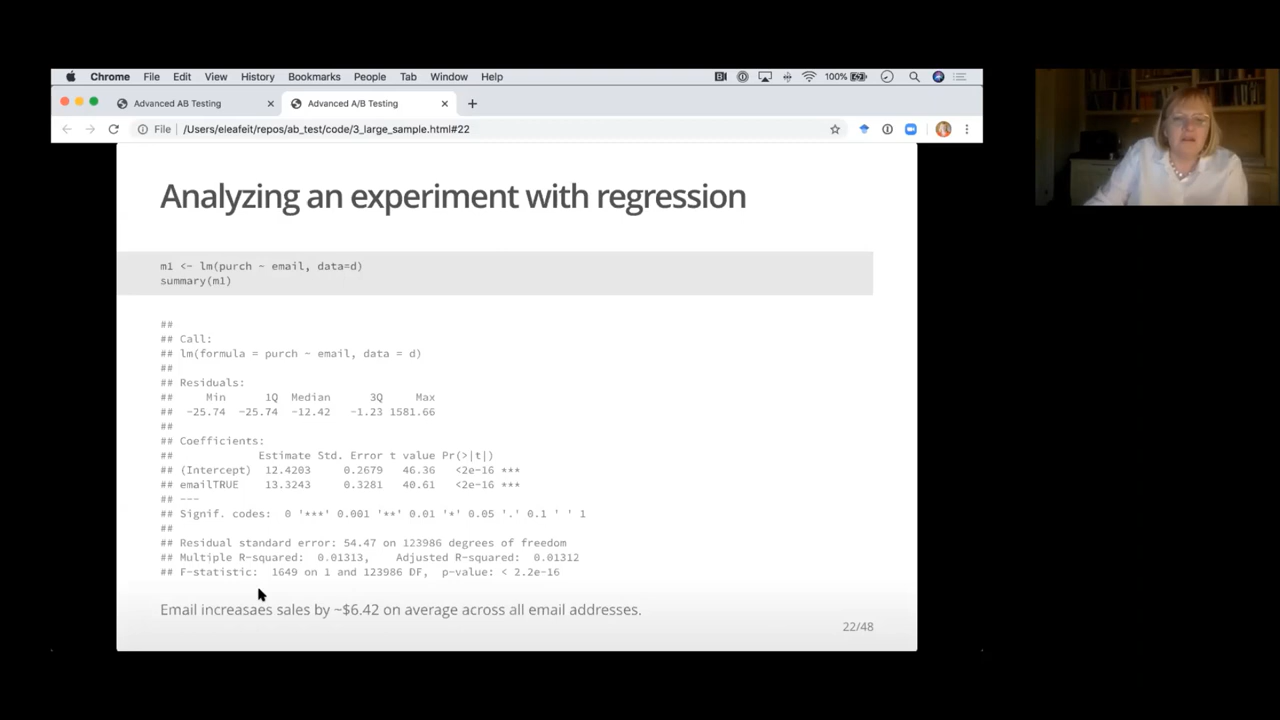 Chrome File Edit View History Bookmarks People Tab Window Help 100%
Advanced AB Testing
Advanced A/B Testing
File /Users/eleafeit/repos/ab_test/code/3_large_sample.html#22
Analyzing an experiment with regression
m1 <- lm(purch ~ email, data=d)
summary(m1)
##
## Call:
## lm(formula = purch ~ email, data = d)
##
## Residuals:
##     Min      1Q  Median      3Q     Max
##  -25.74  -25.74  -12.42   -1.23 1581.66
##
## Coefficients:
##             Estimate Std. Error t value Pr(>|t|)
## (Intercept)  12.4203     0.2679   46.36   <2e-16 ***
## emailTRUE    13.3243     0.3281   40.61   <2e-16 ***
## ---
## Signif. codes:  0 '***' 0.001 '**' 0.01 '*' 0.05 '.' 0.1 ' ' 1
##
## Residual standard error: 54.47 on 123986 degrees of freedom
## Multiple R-squared:  0.01313,    Adjusted R-squared:  0.01312
## F-statistic:  1649 on 1 and 123986 DF,  p-value: < 2.2e-16
Email increasaes sales by ~$6.42 on average across all email addresses.
22/48